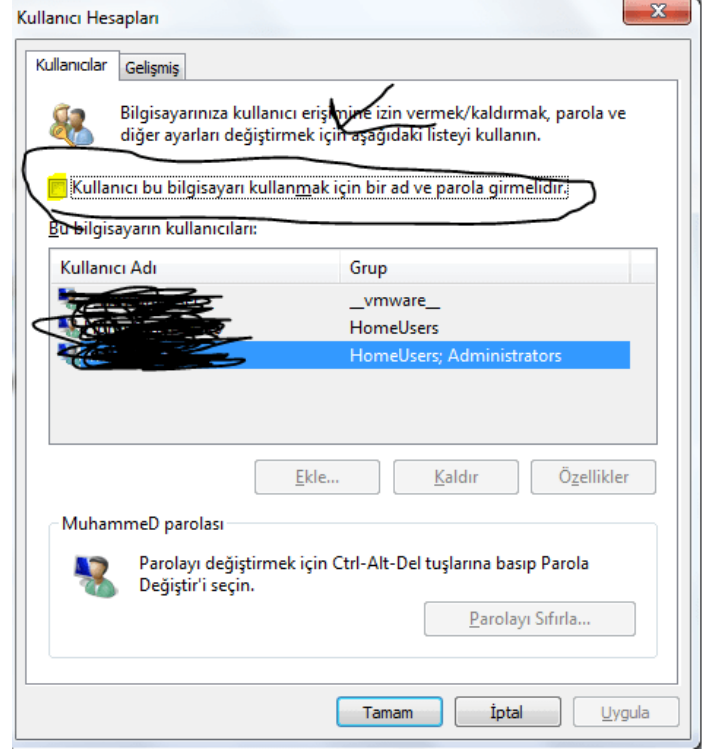 Kullanıcı Hesapları
Kullanıcılar
Gelişmiş
Bilgisayarınıza kullanıcı erişimine izin vermek/kaldırmak, parola ve
diğer ayarları değiştirmek için aşağıdaki listeyi kullanın.
Kullanıcı bu bilgisayarı kullanmak için bir ad ve parola girmelidir.
Bu bilgisayarın kullanıcıları:
Kullanıcı Adı
Grup
__vmware__
HomeUsers
HomeUsers; Administrators
Ekle...
Kaldır
Özellikler
MuhammeD parolası
Parolayı değiştirmek için Ctrl-Alt-Del tuşlarına basıp Parola
Değiştir'i seçin.
Parolayı Sıfırla...
Tamam
İptal
Uygula